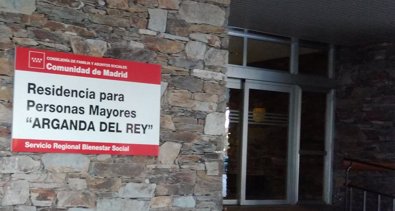 CONSEJERÍA DE FAMILIA Y ASUNTOS SOCIALES
Comunidad de Madrid
Residencia para
Personas Mayores
"ARGANDA DEL REY"
Servicio Regional Bienestar Social